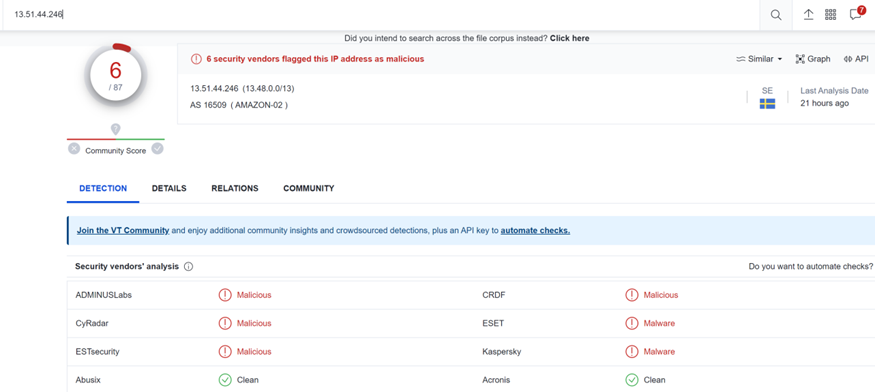 13.51.44.246
7
Did you intend to search across the file corpus instead? Click here
6
/ 87
6 security vendors flagged this IP address as malicious
Similar
Graph
API
13.51.44.246 (13.48.0.0/13)
AS 16509 ( AMAZON-02 )
SE
Last Analysis Date
21 hours ago
?
Community Score
DETECTION DETAILS RELATIONS COMMUNITY
Join the VT Community and enjoy additional community insights and crowdsourced detections, plus an API key to automate checks.
Security vendors' analysis
Do you want to automate checks?
ADMINUSLabs Malicious CRDF Malicious
CyRadar Malicious ESET Malware
ESTsecurity Malicious Kaspersky Malware
Abusix Clean Acronis Clean